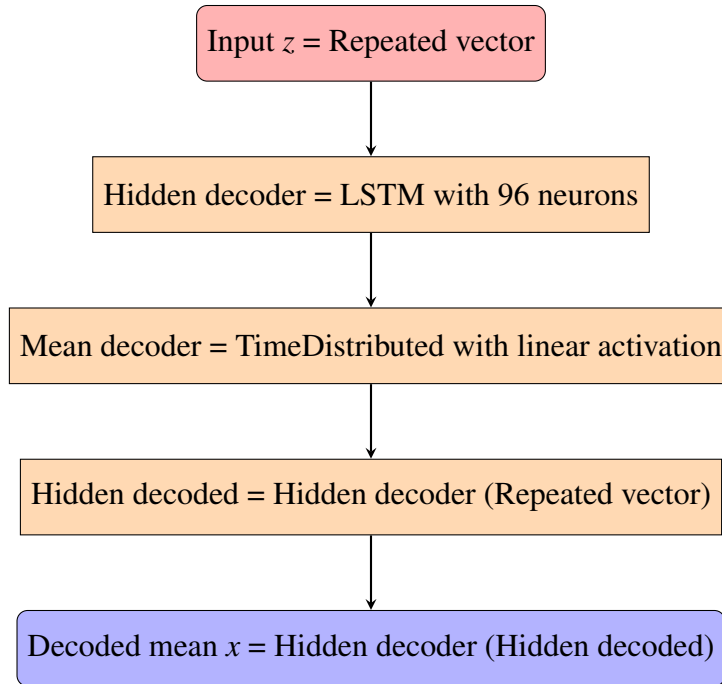 Input z = Repeated vector
Hidden decoder = LSTM with 96 neurons
Mean decoder = TimeDistributed with linear activation
Hidden decoded = Hidden decoder (Repeated vector)
Decoded mean x = Hidden decoder (Hidden decoded)